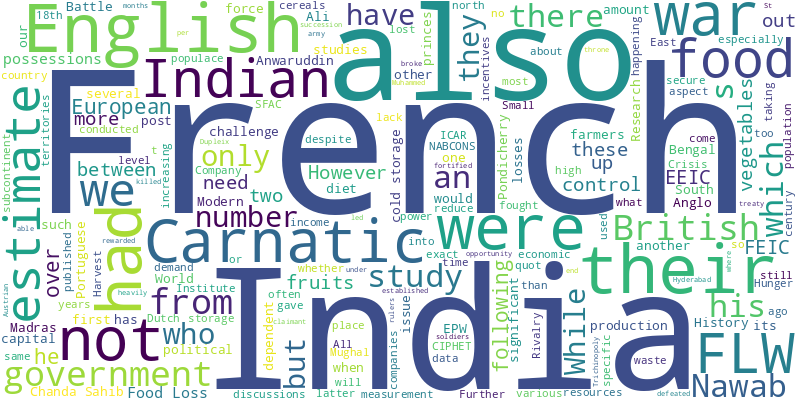 French
India
also
English
Indian
have
there
war
food
they
out
Battle
force
cereals
Ali
north
no
amount
our
18th
possessions
populace
Anwaruddin
princes
lost
studies
about
East
especially
St
months
per
succession
army
throne
country
several
European
more
post
other
most
incentives
happening
secure
aspect
taking
estimate
subcontinent
territories
conducted
SFAC
challenge
despite
Small
Research
s
vegetables
which
century
population
too
we
between
level
t
increasing
Company
Dupleix
broke
Muhammed
lack
ICAR
NABCONS
cold storage
farmers
these
up
Bengal
Crisis
come
only
need
However
diet
an
one
losses
Pondicherry
control
EEIC
South
what
Anglo
had
such
Modern
two
would
reduce
high
number
income
fortified
power
fought
treaty
able
killed
Carnatic
were
British
their
published
Portuguese
over
demand
or
led
into
exact
economic
used
another
so
FEIC
Harvest
World
whether
under
opportunity
time
quot
than
where
still
Hunger
Austrian
years
from
study
Hyderabad
his
rewarded
Institute
often
rulers
established
Madras
first
has
Dutch
storage
fruits
gave
issue
EPW
significant
following
While
History
its
ago
who
not
but
dependent
place
companies
CIPHET
Rivalry
production
FLW
capital
political
All
when
data
soldiers
Trichinopoly
specific
waste
same
he
Mughal
will
end
government
heavily
claimant
latter
measurement
Further
various
resources
defeated
Nawab
Chanda Sahib
Food Loss
discussions